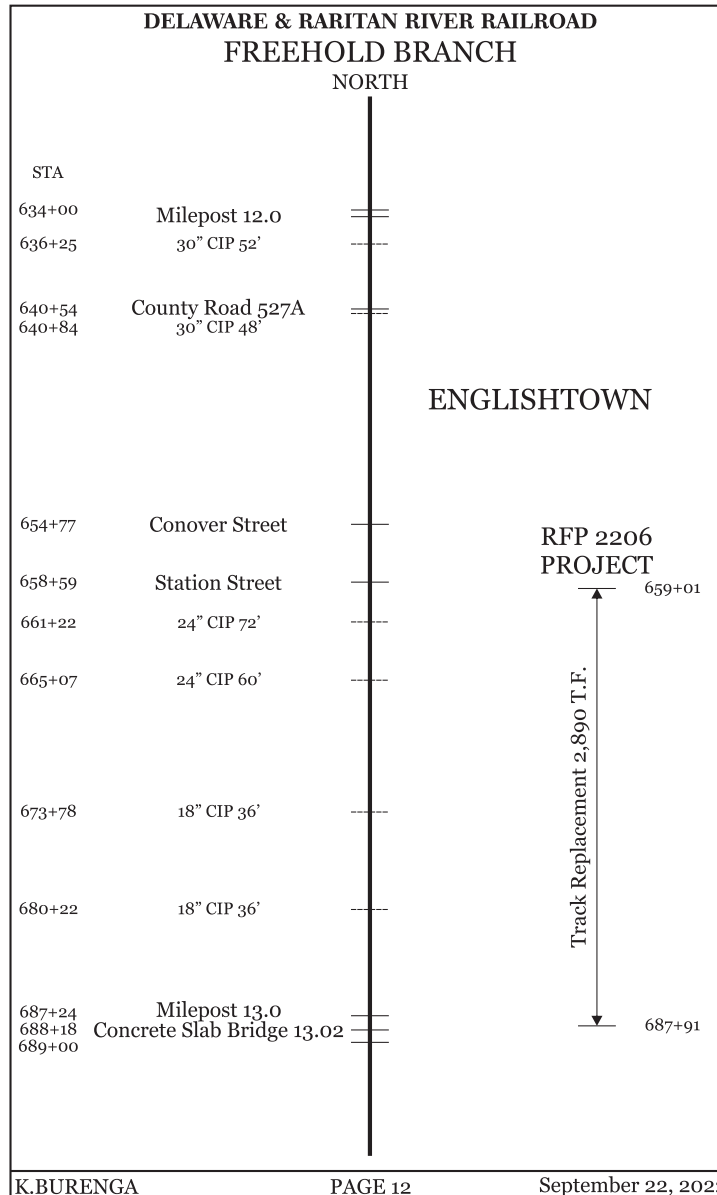 DELAWARE & RARITAN RIVER RAILROAD
FREEHOLD BRANCH
NORTH
STA
634+00
Milepost 12.0
636+25 30” CIP 52’
640+54 County Road 527A
640+84 30” CIP 48’
ENGLISHTOWN
654+77 Conover Street
RFP 2206
PROJECT
658+59 Station Street
659+01
661+22 24” CIP 72’
665+07 24” CIP 60’
Track Replacement 2,890 T.F.
673+78 18” CIP 36’
680+22 18” CIP 36’
687+24 Milepost 13.0
688+18 Concrete Slab Bridge 13.02
687+91
689+00
K.BURENGA PAGE 12 September 22, 202